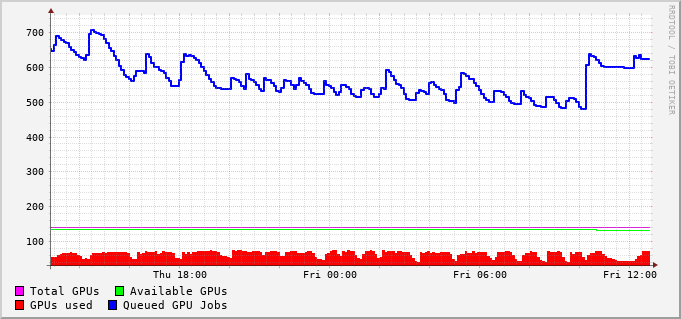 700
600
500
400
300
200
100
Thu 18:00 Fri 00:00 Fri 06:00 Fri 12:00
Total GPUs Available GPUs
GPUs used Queued GPU Jobs
RRDTOOL / TOBI OETIKER